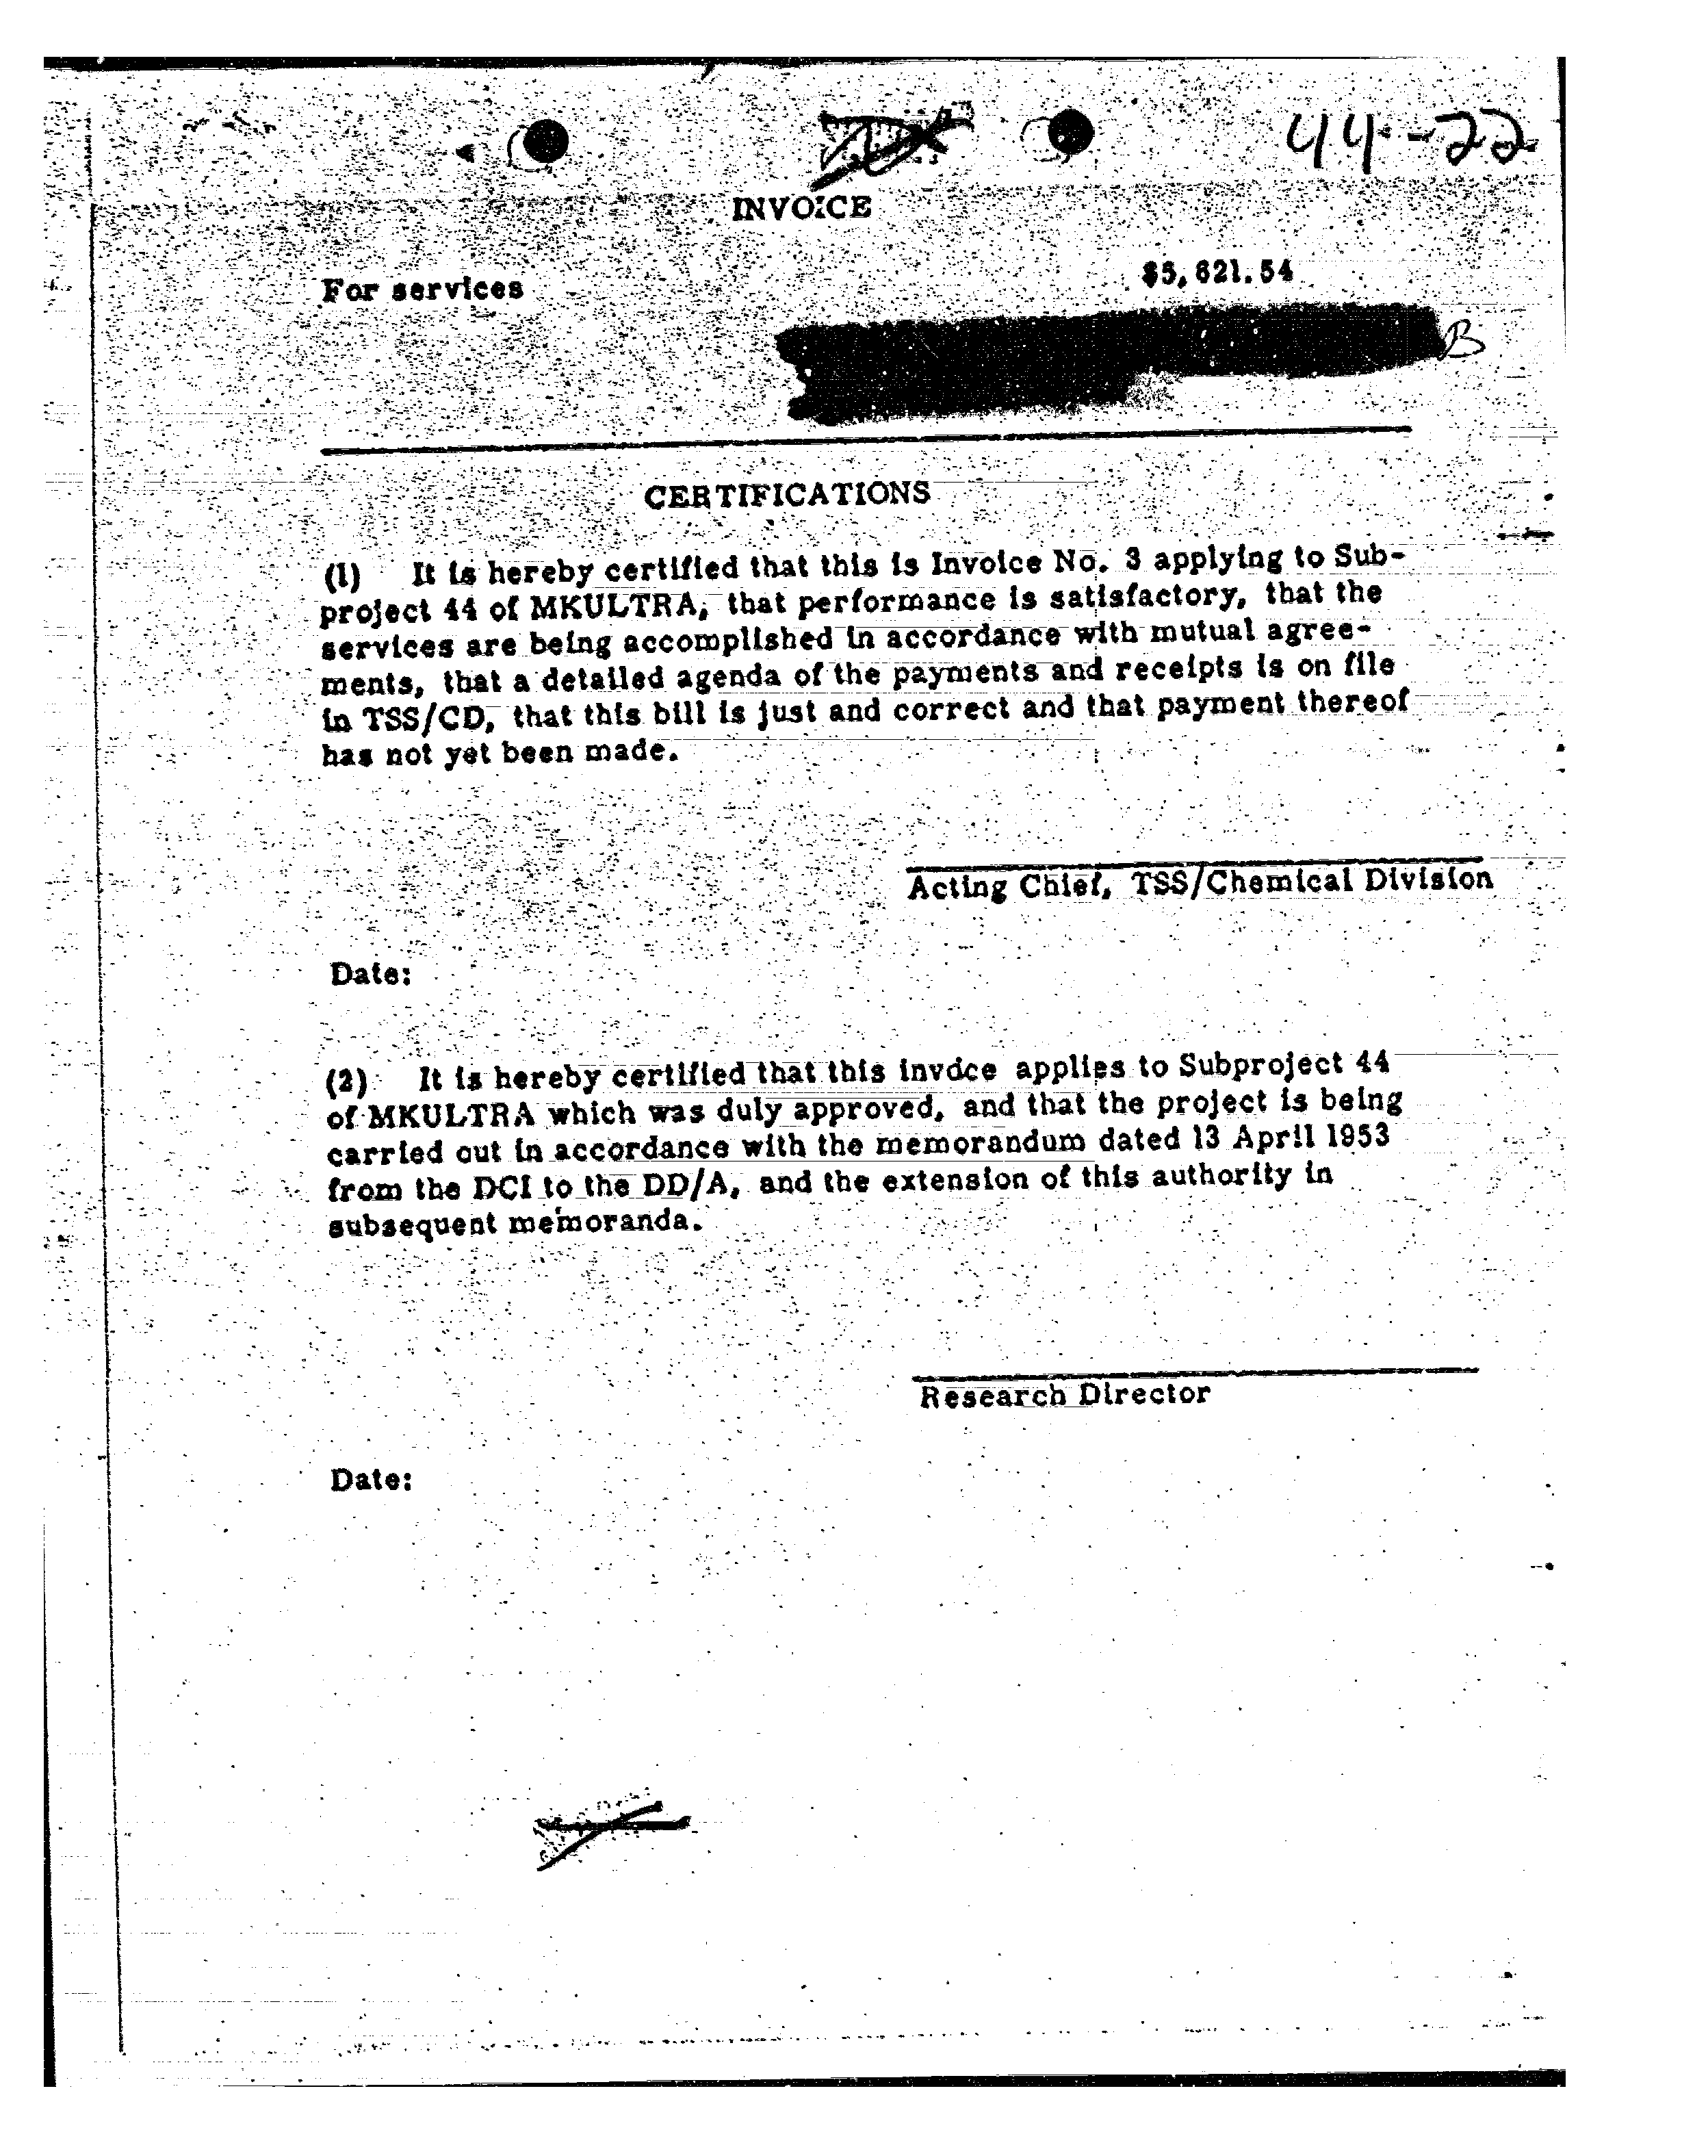 44-22
INVOICE
For services $5,821.54
B
CERTIFICATIONS
(1) It is hereby certified that this is Invoice No. 3 applying to Sub-
project 44 of MKULTRA, that performance is satisfactory, that the
services are being accomplished in accordance with mutual agree-
ments, that a detailed agenda of the payments and receipts is on file
in TSS/CD, that this bill is just and correct and that payment thereof
has not yet been made.
Acting Chief, TSS/Chemical Division
Date:
(2) It is hereby certified that this invdce applies to Subproject 44
of MKULTRA which was duly approved, and that the project is being
carried out in accordance with the memorandum dated 13 April 1953
from the DCI to the DD/A, and the extension of this authority in
subsequent memoranda.
Research Director
Date: